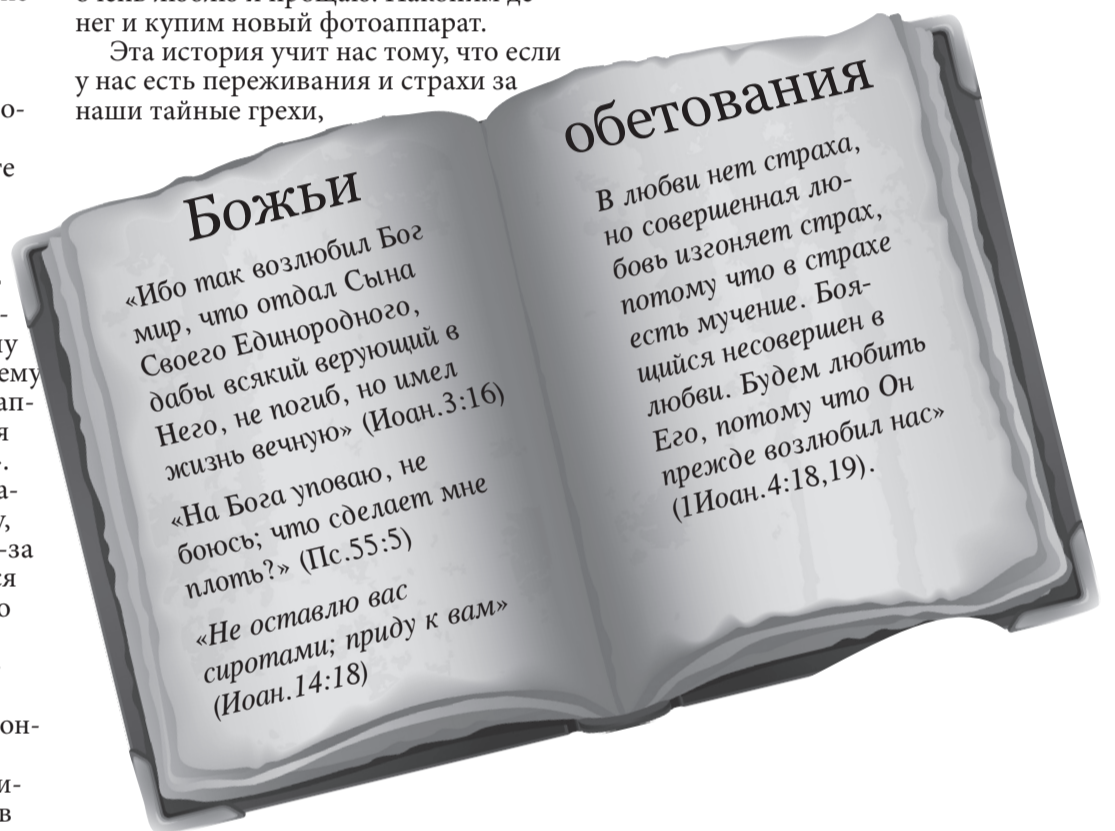 нег и купим новый фотоаппарат.
Эта история учит нас тому, что если
у нас есть переживания и страхи за
наши тайные грехи,
Божьи
«Ибо так возлюбил Бог
мир, что отдал Сына
Своего Единородного,
дабы всякий верующий в
Него, не погиб, но имел
жизнь вечную» (Иоан.3:16)
«На Бога уповаю, не
боюсь; что сделает мне
плоть?» (Пс.55:5)
«Не оставлю вас
сиротами; приду к вам»
(Иоан.14:18)
обетования
В любви нет страха,
но совершенная лю-
бовь изгоняет страх,
потому что в страхе
есть мучение. Боя-
щийся несовершен в
любви. Будем любить
Его, потому что Он
прежде возлюбил нас»
(1Иоан.4:18,19).